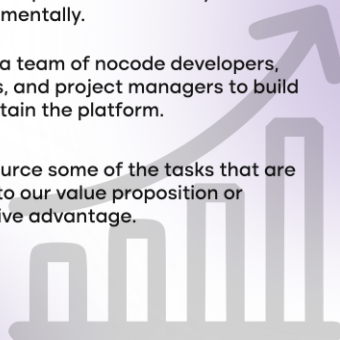 mentally.
a team of nocode developers,
s, and project managers to build
tain the platform.
urce some of the tasks that are
to our value proposition or
ive advantage.